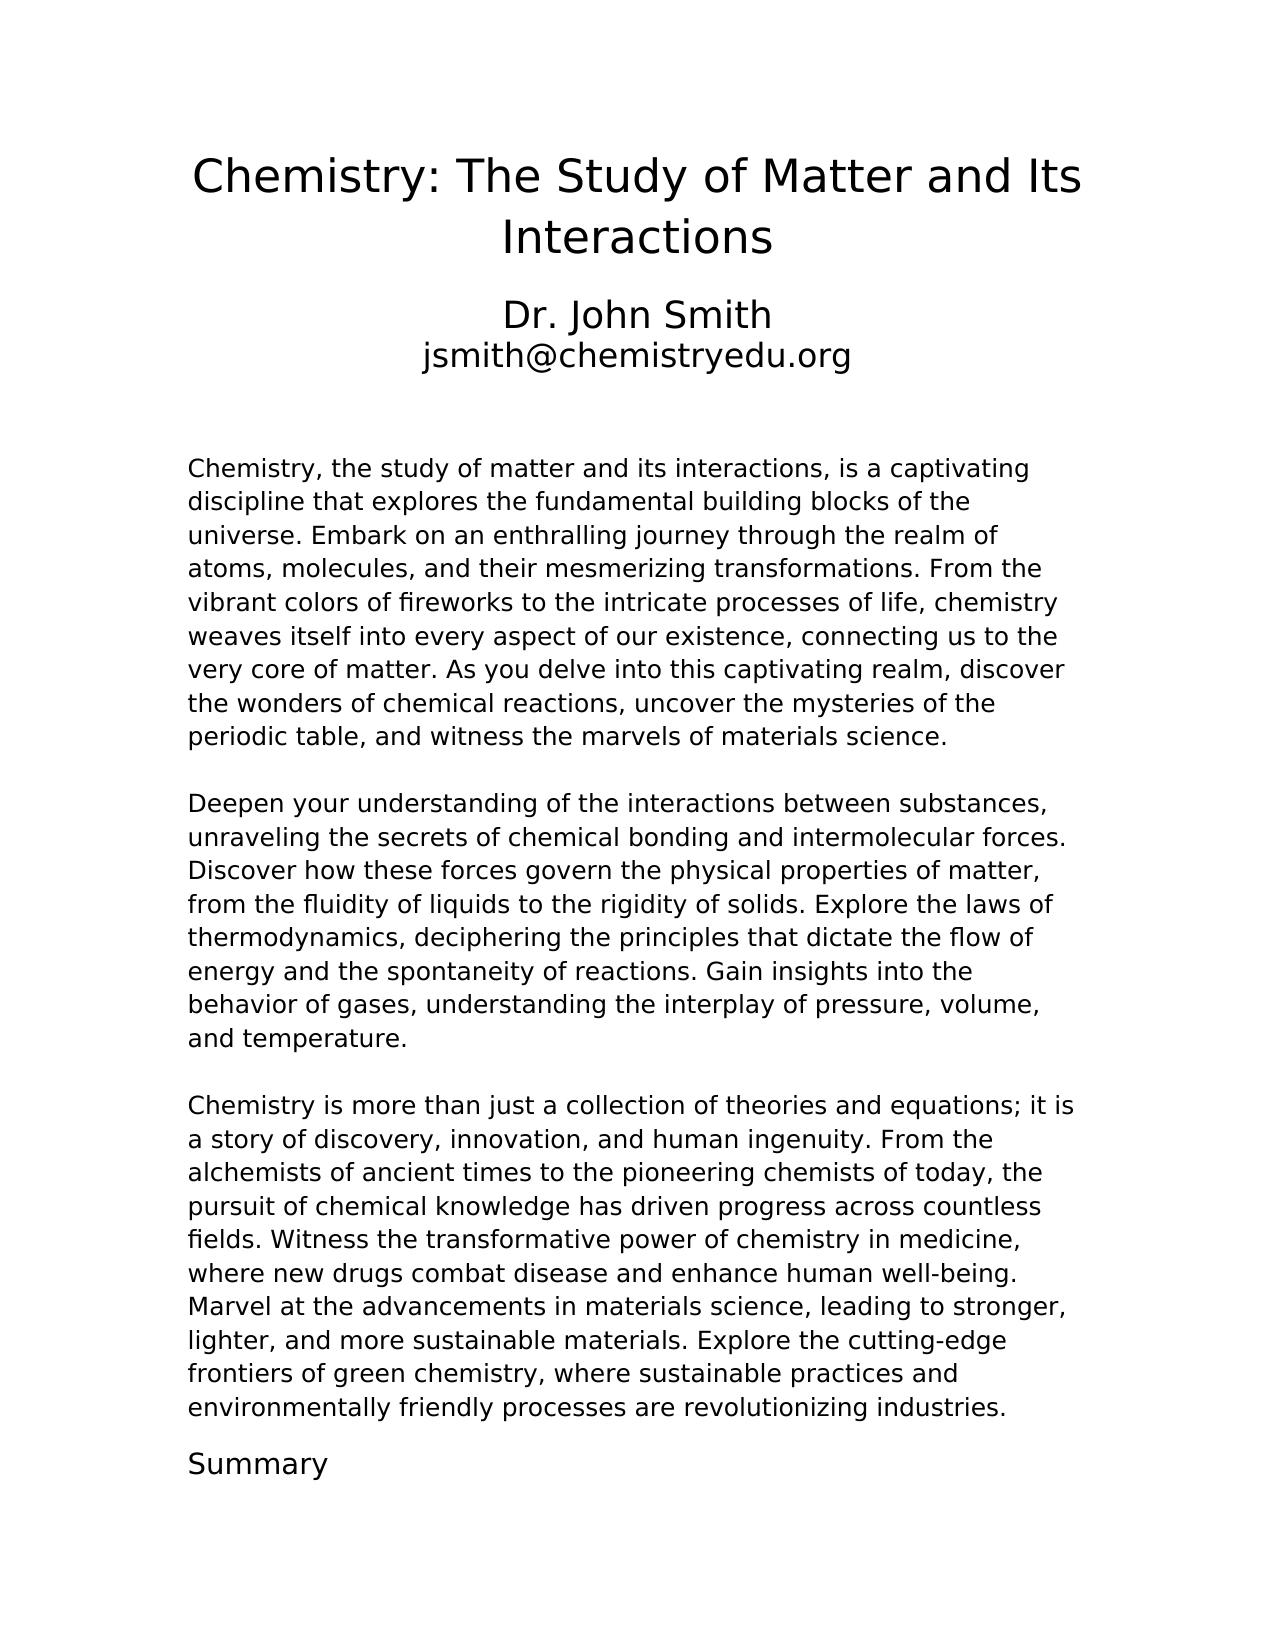 Chemistry: The Study of Matter and Its
Interactions
Dr. John Smith
jsmith@chemistryedu.org
Chemistry, the study of matter and its interactions, is a captivating
discipline that explores the fundamental building blocks of the
universe. Embark on an enthralling journey through the realm of
atoms, molecules, and their mesmerizing transformations. From the
vibrant colors of fireworks to the intricate processes of life, chemistry
weaves itself into every aspect of our existence, connecting us to the
very core of matter. As you delve into this captivating realm, discover
the wonders of chemical reactions, uncover the mysteries of the
periodic table, and witness the marvels of materials science.
Deepen your understanding of the interactions between substances,
unraveling the secrets of chemical bonding and intermolecular forces.
Discover how these forces govern the physical properties of matter,
from the fluidity of liquids to the rigidity of solids. Explore the laws of
thermodynamics, deciphering the principles that dictate the flow of
energy and the spontaneity of reactions. Gain insights into the
behavior of gases, understanding the interplay of pressure, volume,
and temperature.
Chemistry is more than just a collection of theories and equations; it is
a story of discovery, innovation, and human ingenuity. From the
alchemists of ancient times to the pioneering chemists of today, the
pursuit of chemical knowledge has driven progress across countless
fields. Witness the transformative power of chemistry in medicine,
where new drugs combat disease and enhance human well-being.
Marvel at the advancements in materials science, leading to stronger,
lighter, and more sustainable materials. Explore the cutting-edge
frontiers of green chemistry, where sustainable practices and
environmentally friendly processes are revolutionizing industries.
Summary